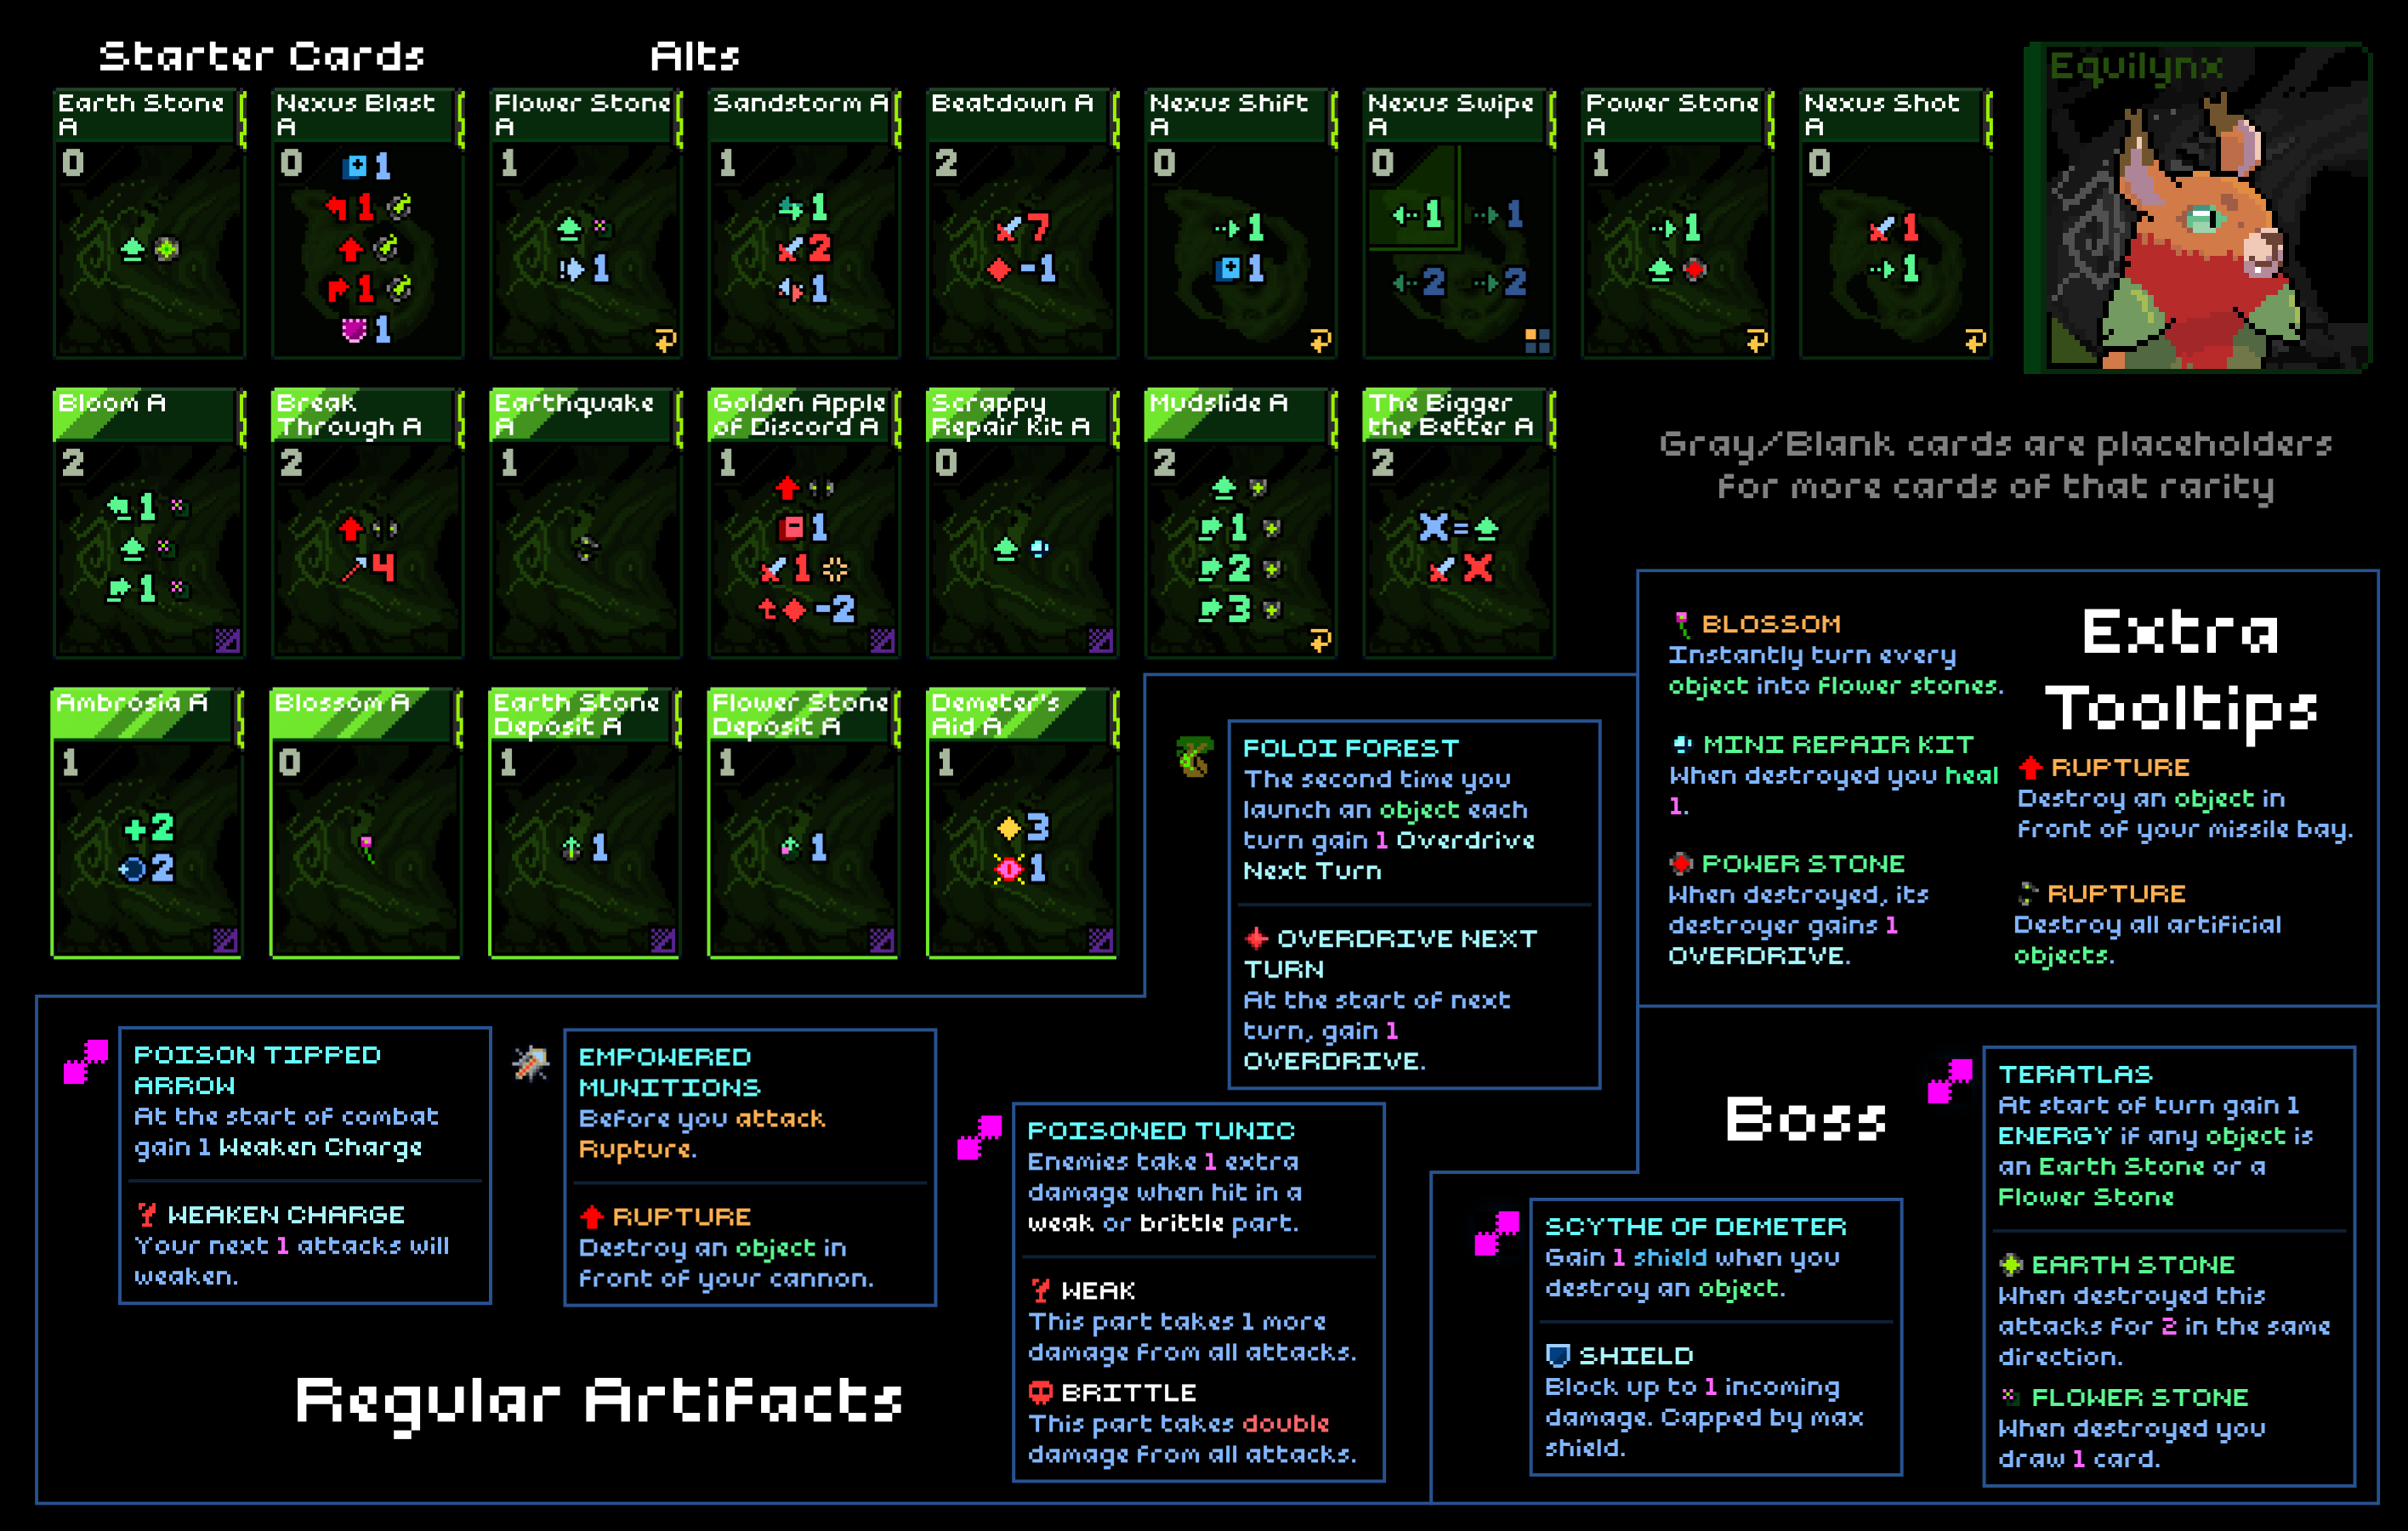 Starter Cards
Alts
Equilynx
Earth Stone
A
0
Nexus Blast
A
0
1
1
1
1
Flower Stone
A
1
1
Sandstorm A
1
1
2
1
Beatdown A
2
7
-1
Nexus Shift
A
0
1
1
Nexus Swipe
A
0
1
1
2
2
Power Stone
A
1
1
Nexus Shot
A
0
1
1
Bloom A
2
1
1
Break
Through A
2
4
Earthquake
A
1
Golden Apple
of Discord A
1
1
1
-2
Scrappy
Repair Kit A
0
Mudslide A
2
1
2
3
The Bigger
the Better A
2
X=
X
Gray/Blank cards are placeholders
for more cards of that rarity
Ambrosia A
1
+2
2
Blossom A
0
Earth Stone
Deposit A
1
1
Flower Stone
Deposit A
1
1
Demeter's
Aid A
1
3
1
Extra
Tooltips
BLOSSOM
Instantly turn every
object into flower stones.
MINI REPAIR KIT
When destroyed you heal
1.
POWER STONE
When destroyed, its
destroyer gains 1
OVERDRIVE.
RUPTURE
Destroy an object in
front of your missile bay.
RUPTURE
Destroy all artificial
objects.
FOLOI FOREST
The second time you
launch an object each
turn gain 1 Overdrive
Next Turn
OVERDRIVE NEXT
TURN
At the start of next
turn, gain 1
OVERDRIVE.
POISON TIPPED
ARROW
At the start of combat
gain 1 Weaken Charge
WEAKEN CHARGE
Your next 1 attacks will
weaken.
EMPOWERED
MUNITIONS
Before you attack
Rupture.
RUPTURE
Destroy an object in
front of your cannon.
POISONED TUNIC
Enemies take 1 extra
damage when hit in a
weak or brittle part.
WEAK
This part takes 1 more
damage from all attacks.
BRITTLE
This part takes double
damage from all attacks.
Regular Artifacts
Boss
SCYTHE OF DEMETER
Gain 1 shield when you
destroy an object.
SHIELD
Block up to 1 incoming
damage. Capped by max
shield.
TERATLAS
At start of turn gain 1
ENERGY if any object is
an Earth Stone or a
Flower Stone
EARTH STONE
When destroyed this
attacks for 2 in the same
direction.
FLOWER STONE
When destroyed you
draw 1 card.